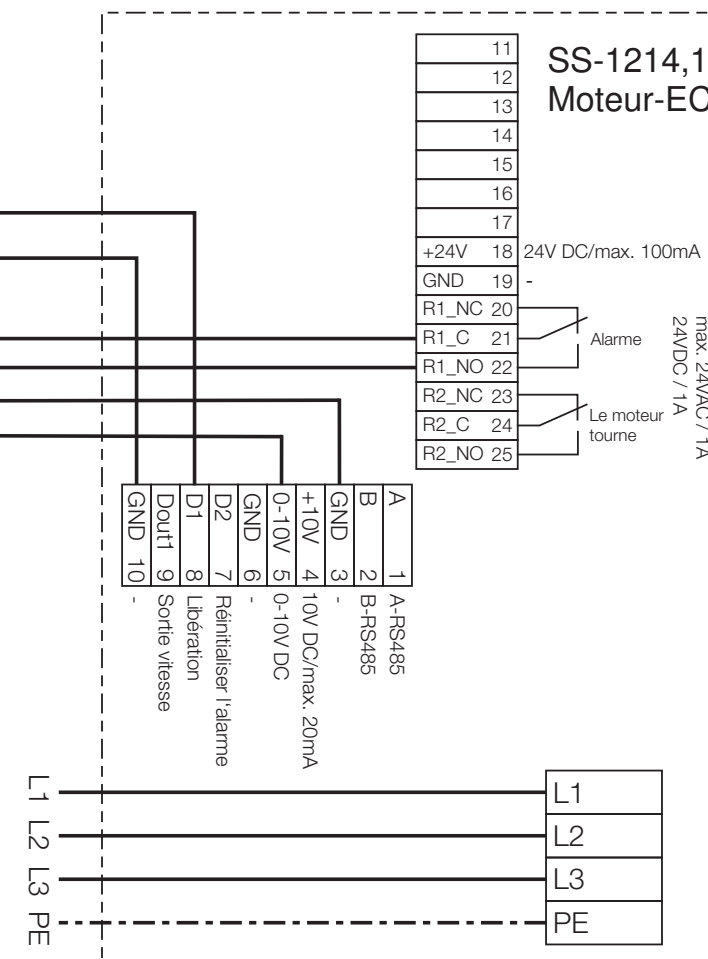 SS-1214,1
Moteur-EC
11
12
13
14
15
16
17
+24V 18 24V DC/max. 100mA
GND 19 -
R1_NC 20
R1_C 21
R1_NO 22
Alarme
R2_NC 23
R2_C 24
R2_NO 25
Le moteur
tourne
max. 24VAC / 1A
24VDC / 1A
A 1 A-RS485
B 2 B-RS485
GND 3 -
+10V 4 10V DC/max. 20mA
0-10V 5 0-10V DC
GND 6 -
D2 7 Réinitialiser l'alarme
D1 8 Libération
Dout1 9 Sortie vitesse
GND 10 -
L1 L1
L2 L2
L3 L3
PE PE